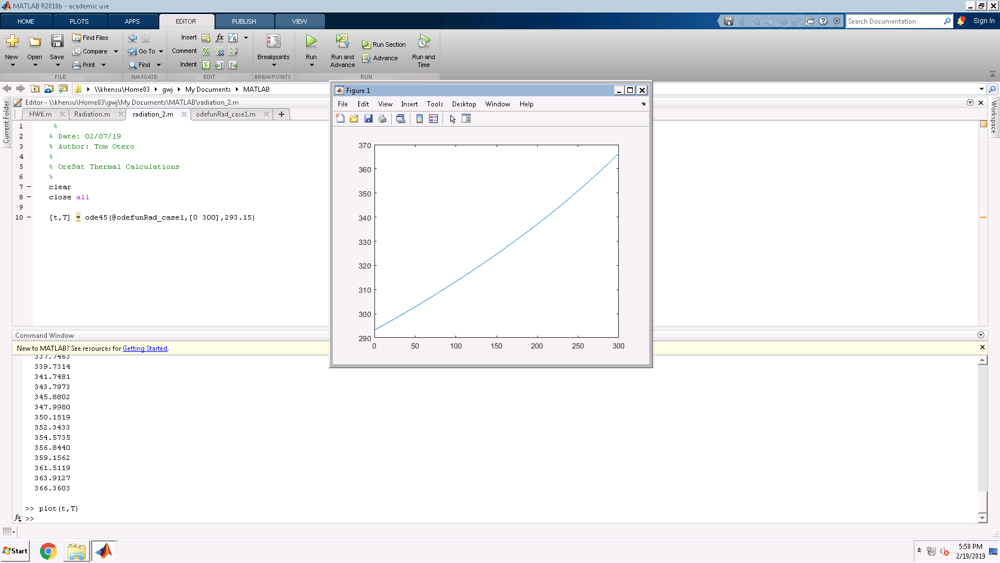 MATLAB R2018b - academic use
HOME PLOTS APPS EDITOR PUBLISH VIEW
Search Documentation
Sign In
New
Open
Save
Find Files
Compare
Print
FILE
Go To
Find
NAVIGATE
Insert
Comment
Indent
EDIT
Breakpoints
BREAKPOINTS
Run
Run and Advance
Run Section
Advance
Run and Time
RUN
\\khensu\Home03 gwj My Documents MATLAB
Current Folder
Workspace
Editor - \\khensu\Home03\gwj\My Documents\MATLAB\radiation_2.m
HW6.m Radiation.m radiation_2.m odefunRad_case1.m
1 %
2 % Date: 02/07/19
3 % Author: Tom Otero
4 %
5 % OreSat Thermal Calculations
6 %
7 - clear
8 - close all
9
10 - [t,T] = ode45(@odefunRad_case1,[0 300],293.15)
Figure 1
File Edit View Insert Tools Desktop Window Help
370
360
350
340
330
320
310
300
290
0 50 100 150 200 250 300
Command Window
New to MATLAB? See resources for Getting Started.
337.7463
339.7314
341.7481
343.7973
345.8802
347.9980
350.1519
352.3433
354.5735
356.8440
359.1562
361.5119
363.9127
366.3603
>> plot(t,T)
fx >>
Start
5:58 PM
2/19/2019